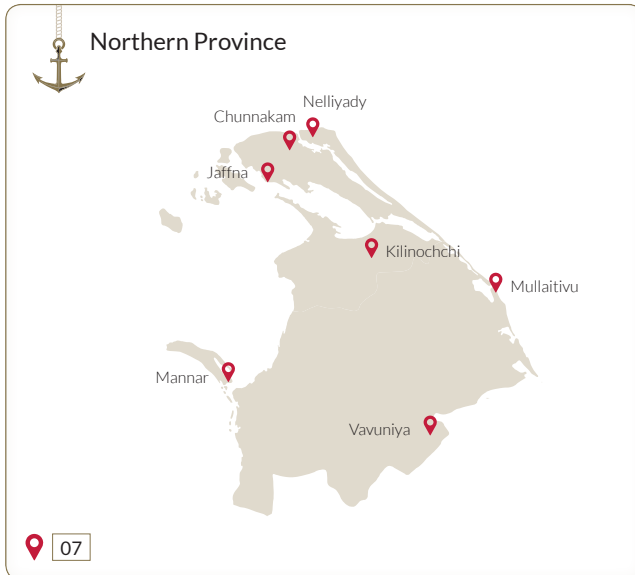 Northern Province
Nelliyady
Chunnakam
Jaffna
Kilinochchi
Mullaitivu
Mannar
Vavuniya
07